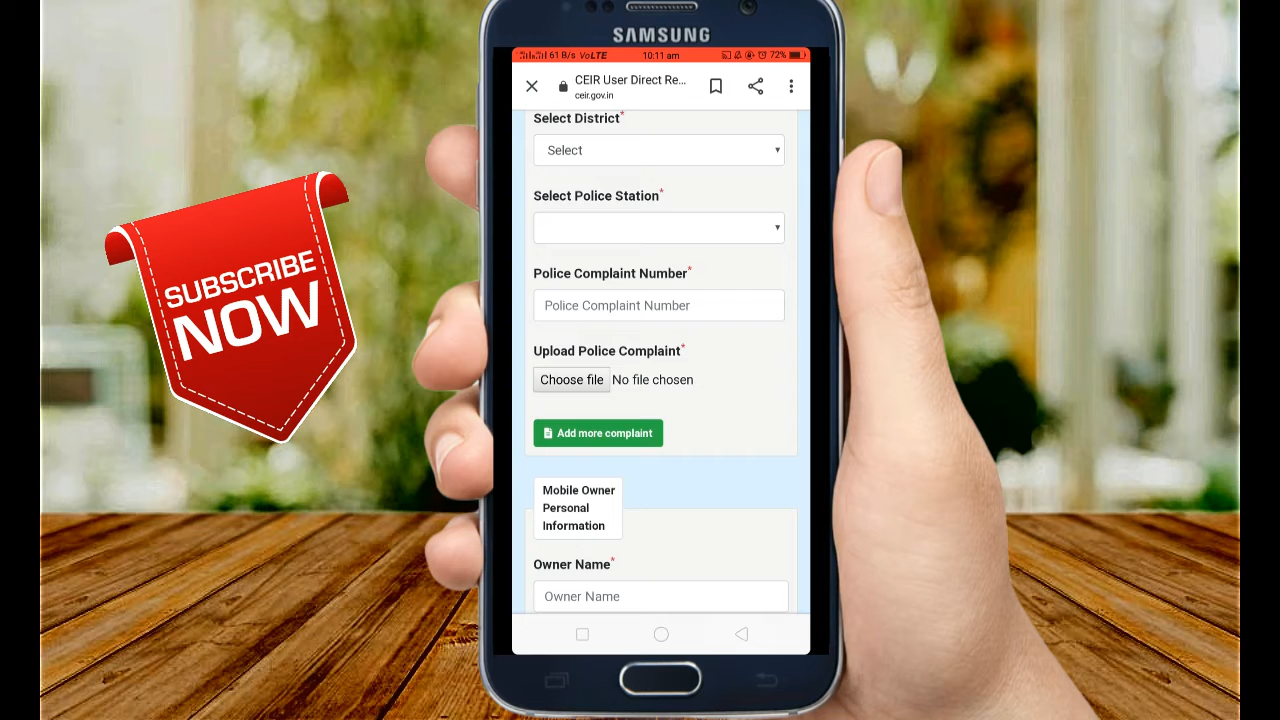 SAMSUNG
61 B/s VoLTE 10:11 am 72%
CEIR User Direct Re...
ceir.gov.in
Select District*
Select
Select Police Station*
Police Complaint Number*
Police Complaint Number
Upload Police Complaint*
Choose file No file chosen
Add more complaint
Mobile Owner
Personal
Information
Owner Name*
Owner Name
SUBSCRIBE
NOW